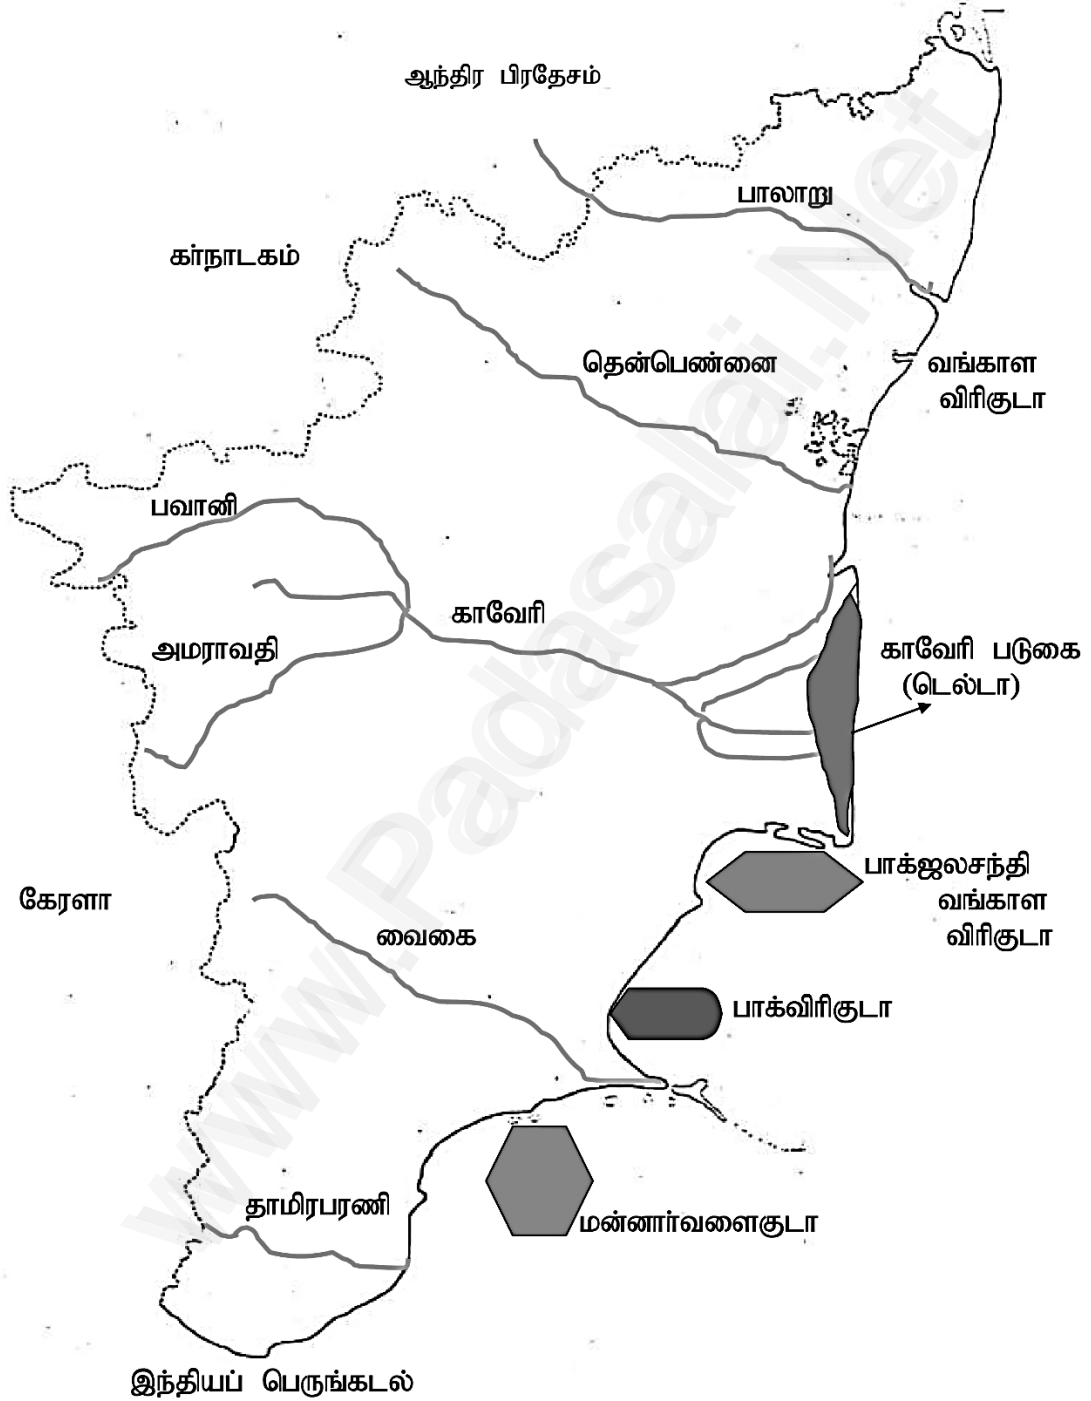 ஆந்திர பிரதேசம்
பாலாறு
கர்நாடகம்
தென்பெண்னை
வங்காள
விரிகுடா
பவானி
காவேரி
அமராவதி
காவேரி படுகை
(டெல்டா)
கேரளா
பாக்ஜலசந்தி
வங்காள
விரிகுடா
வைகை
பாக்விரிகுடா
தாமிரபரணி
மன்னார்வளைகுடா
இந்தியப் பெருங்கடல்
www.Padasalai.Net